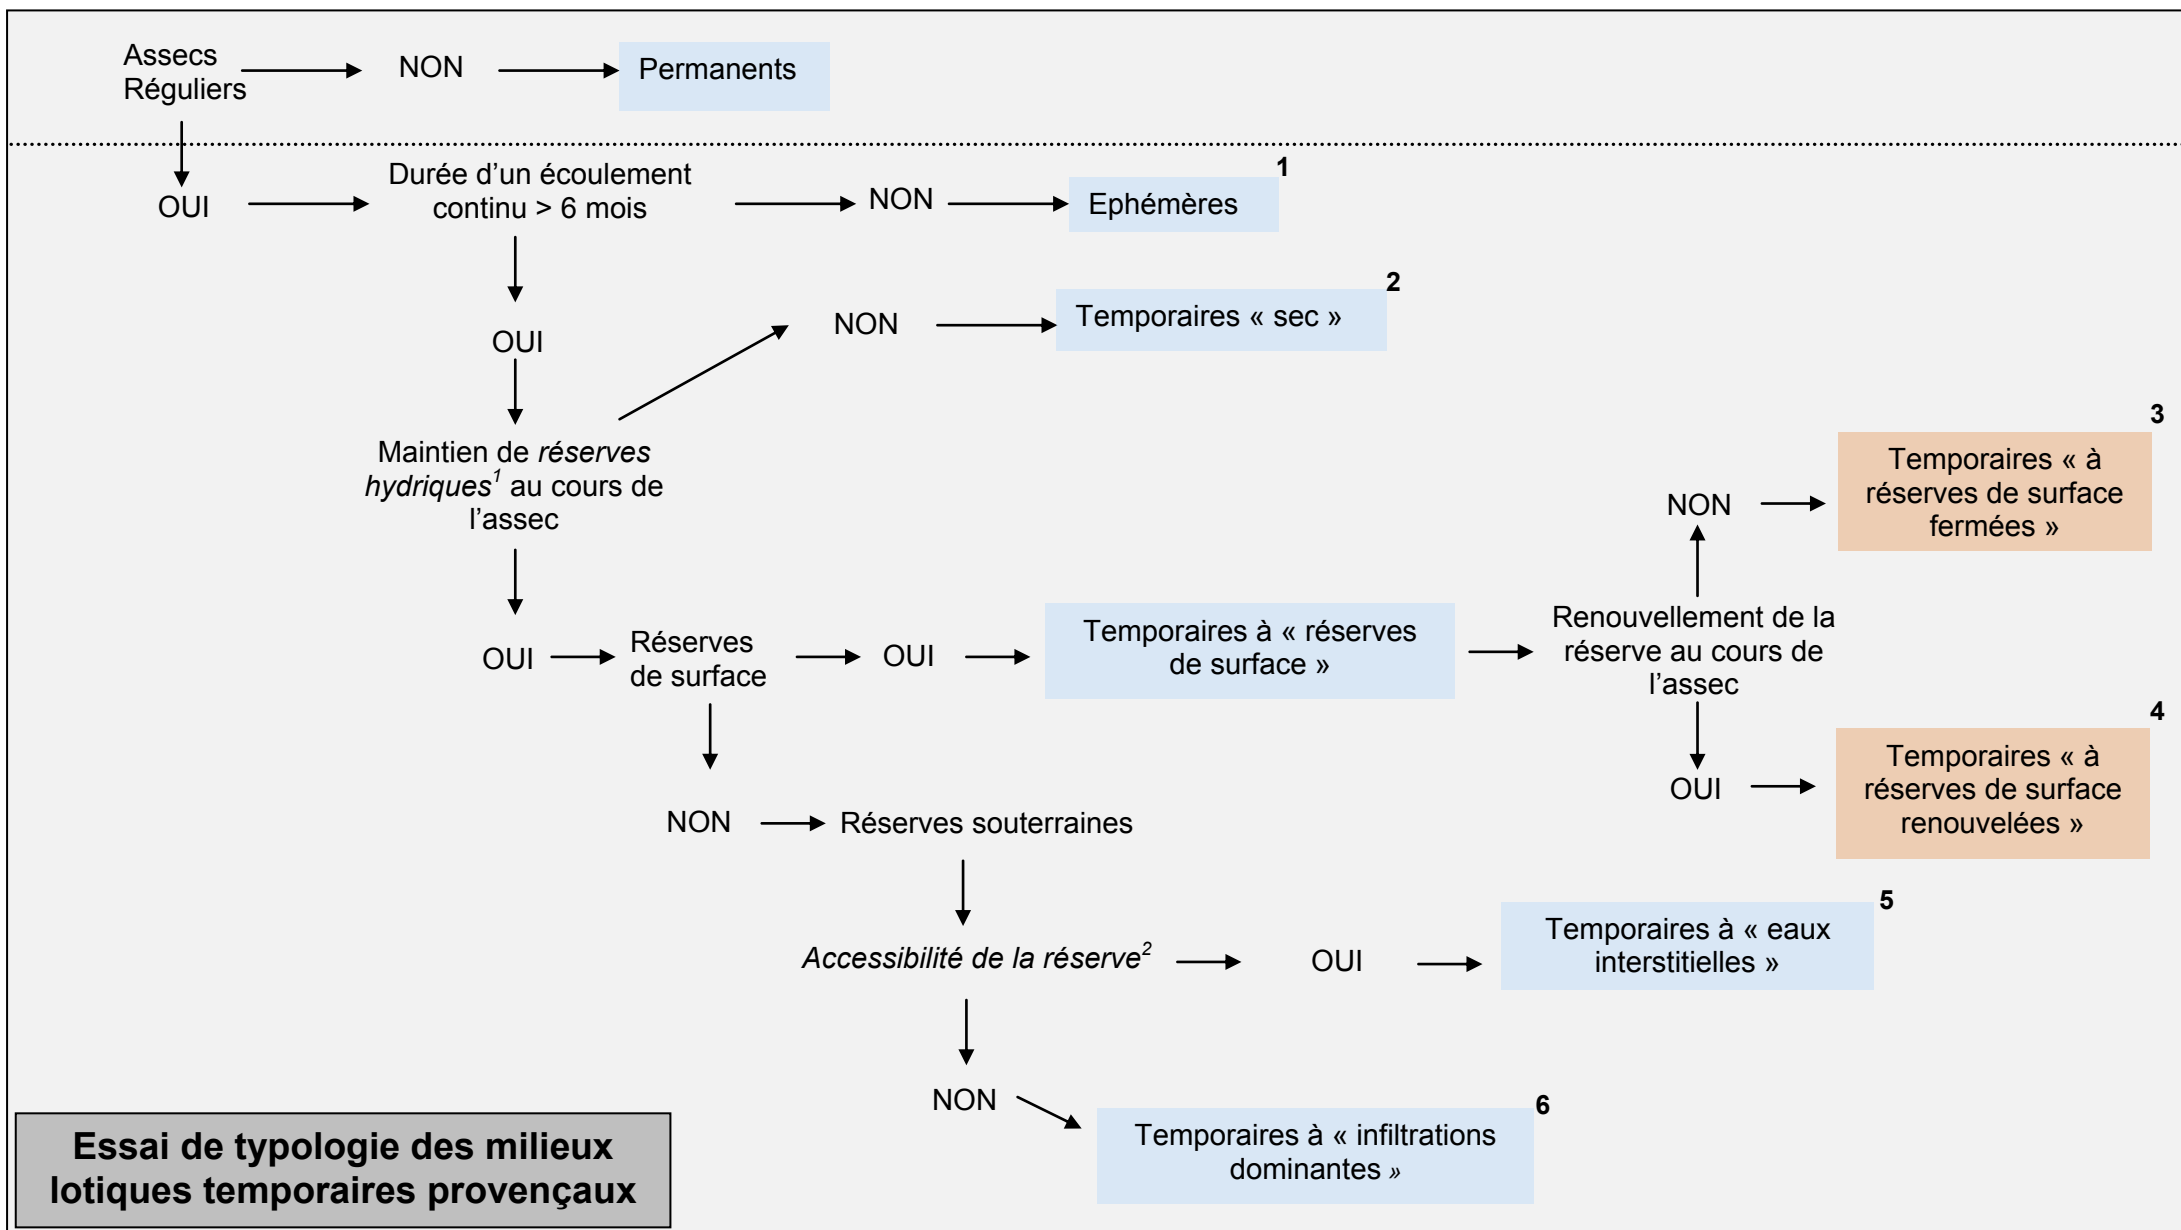 Assecs
Réguliers
NON
Permanents
OUI
Durée d’un écoulement
continu > 6 mois
NON
1
Ephémères
OUI
NON
2
Temporaires « sec »
Maintien de réserves
hydriques1 au cours de
l’assec
OUI
Réserves
de surface
OUI
Temporaires à « réserves
de surface »
Renouvellement de la
réserve au cours de
l’assec
NON
3
Temporaires « à
réserves de surface
fermées »
OUI
4
Temporaires « à
réserves de surface
renouvelées »
NON
Réserves souterraines
Accessibilité de la réserve2
OUI
5
Temporaires à « eaux
interstitielles »
NON
6
Temporaires à « infiltrations
dominantes »
Essai de typologie des milieux
lotiques temporaires provençaux